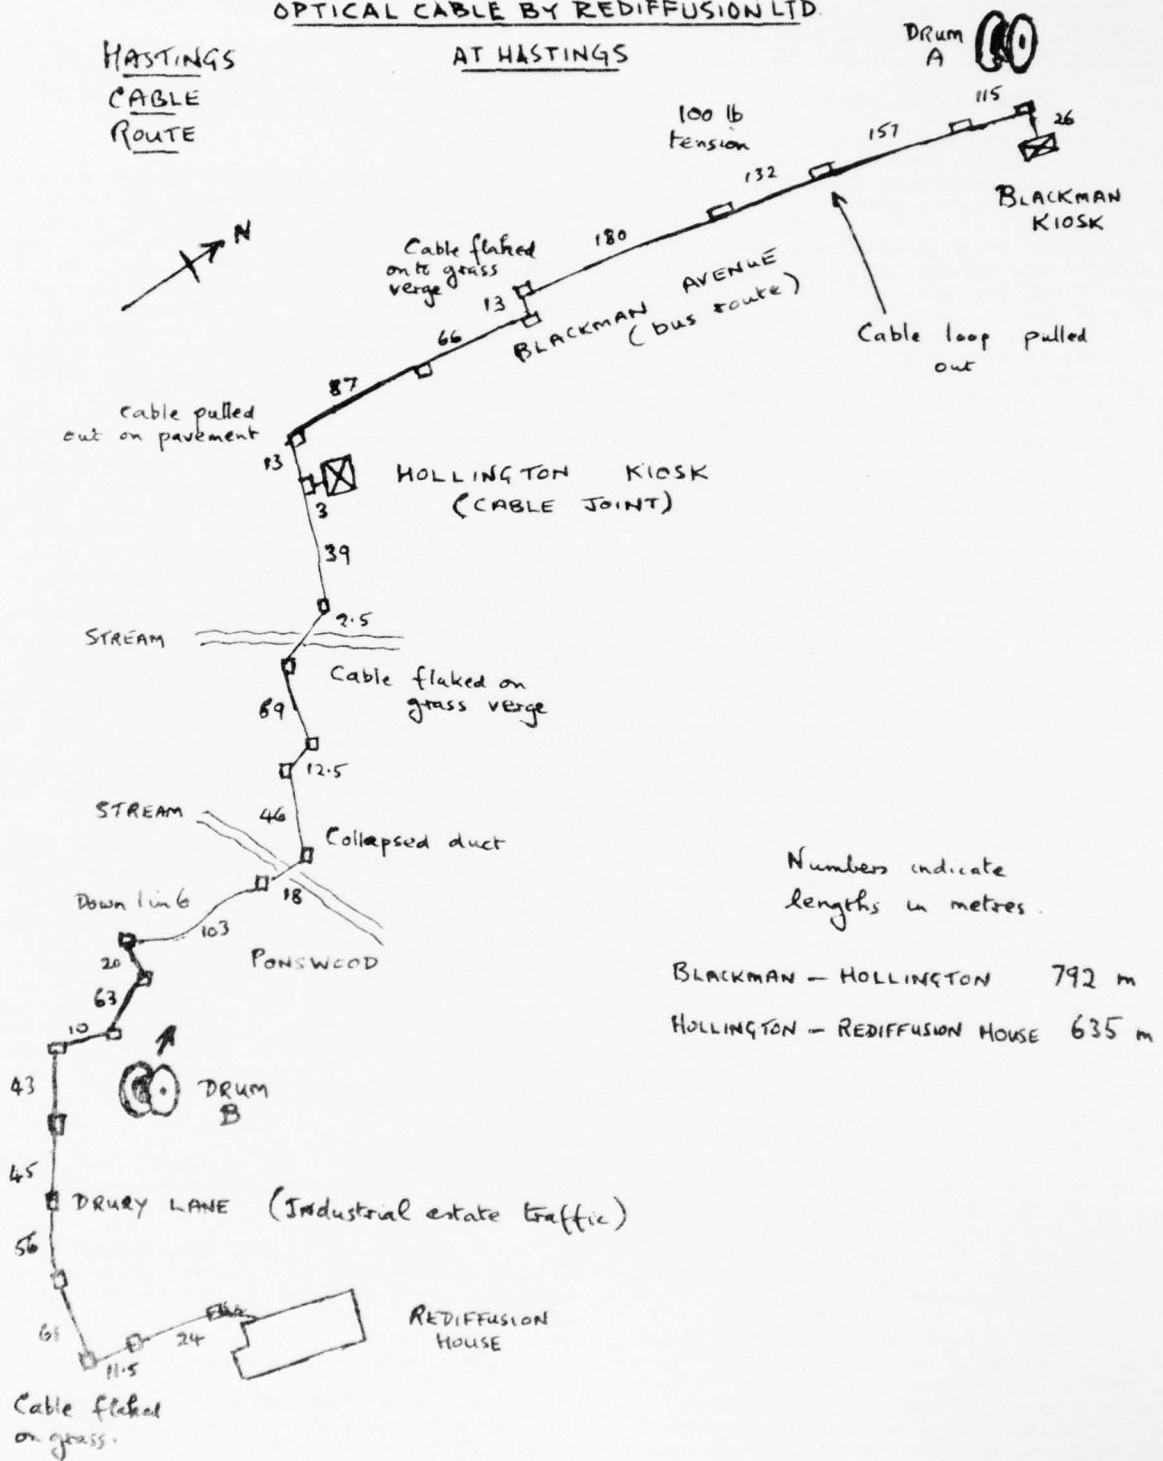 OPTICAL CABLE BY REDIFFUSION LTD.
AT HASTINGS
HASTINGS
CABLE
ROUTE
DRUM
A
115
26
BLACKMAN
KIOSK
157
100 lb
tension
132
180
Cable loop pulled
out
N
Cable flaked
onto grass
verge
13
BLACKMAN AVENUE
(bus route)
66
87
Cable pulled
out on pavement
13
HOLLINGTON KIOSK
(CABLE JOINT)
3
39
2.5
STREAM
Cable flaked on
grass verge
69
12.5
46
STREAM
Collapsed duct
18
Down 1 in 6
103
PONSWOOD
20
63
10
43
DRUM
B
45
DRURY LANE (Industrial estate traffic)
56
11.5
24
REDIFFUSION
HOUSE
Cable flaked
on grass.
Numbers indicate
lengths in metres.
BLACKMAN – HOLLINGTON 792 m
HOLLINGTON – REDIFFUSION HOUSE 635 m